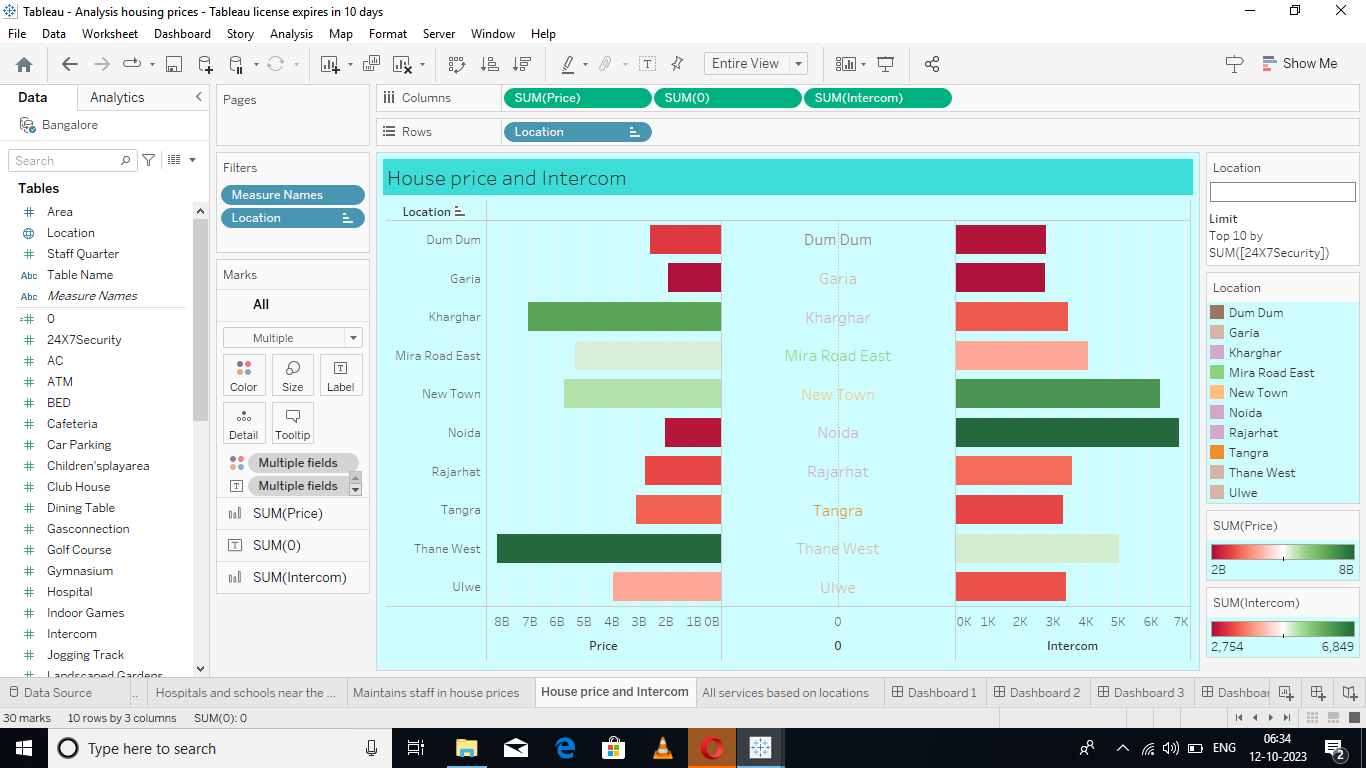 Tableau - Analysis housing prices - Tableau license expires in 10 days
File Data Worksheet Dashboard Story Analysis Map Format Server Window Help
Entire View
Show Me
Data Analytics
Bangalore
Search
Tables
Area
Location
Staff Quarter
Abc Table Name
Abc Measure Names
0
24X7Security
AC
ATM
BED
Cafeteria
Car Parking
Children'splayarea
Club House
Dining Table
Gasconnection
Golf Course
Gymnasium
Hospital
Indoor Games
Intercom
Jogging Track
Landscaped Gardens
Pages
Filters
Measure Names
Location
Marks
All
Multiple
Color Size Label
Detail Tooltip
Multiple fields
Multiple fields
SUM(Price)
SUM(0)
SUM(Intercom)
Columns SUM(Price) SUM(0) SUM(Intercom)
Rows Location
House price and Intercom
Location
Dum Dum Dum Dum
Garia Garia
Kharghar Kharghar
Mira Road East Mira Road East
New Town New Town
Noida Noida
Rajarhat Rajarhat
Tangra Tangra
Thane West Thane West
Ulwe Ulwe
8B 7B 6B 5B 4B 3B 2B 1B 0B 0 0K 1K 2K 3K 4K 5K 6K 7K
Price 0 Intercom
Location
Limit
Top 10 by
SUM([24X7Security])
Location
Dum Dum
Garia
Kharghar
Mira Road East
New Town
Noida
Rajarhat
Tangra
Thane West
Ulwe
SUM(Price)
2B 8B
SUM(Intercom)
2,754 6,849
Data Source .. Hospitals and schools near the ... Maintains staff in house prices House price and Intercom All services based on locations Dashboard 1 Dashboard 2 Dashboard 3 Dashboar
30 marks 10 rows by 3 columns SUM(0): 0
Type here to search
ENG
06:34
12-10-2023
2